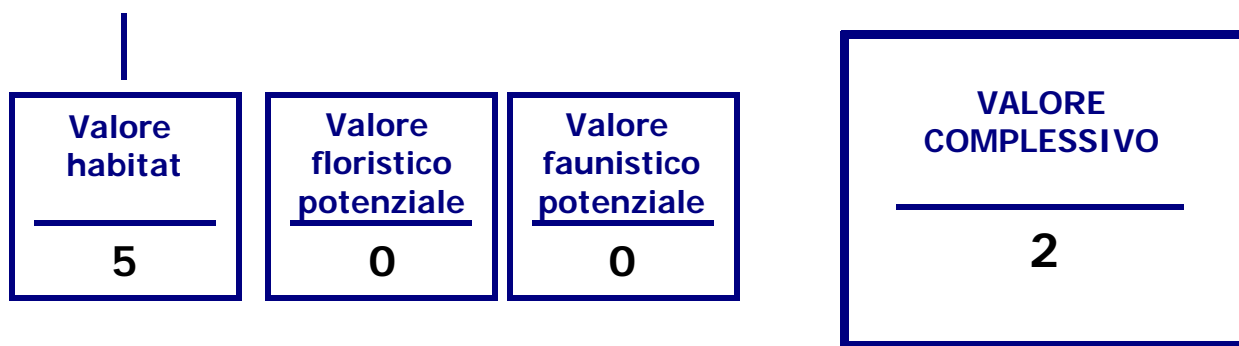 Valore
habitat
5
Valore
floristico
potenziale
0
Valore
faunistico
potenziale
0
VALORE
COMPLESSIVO
2